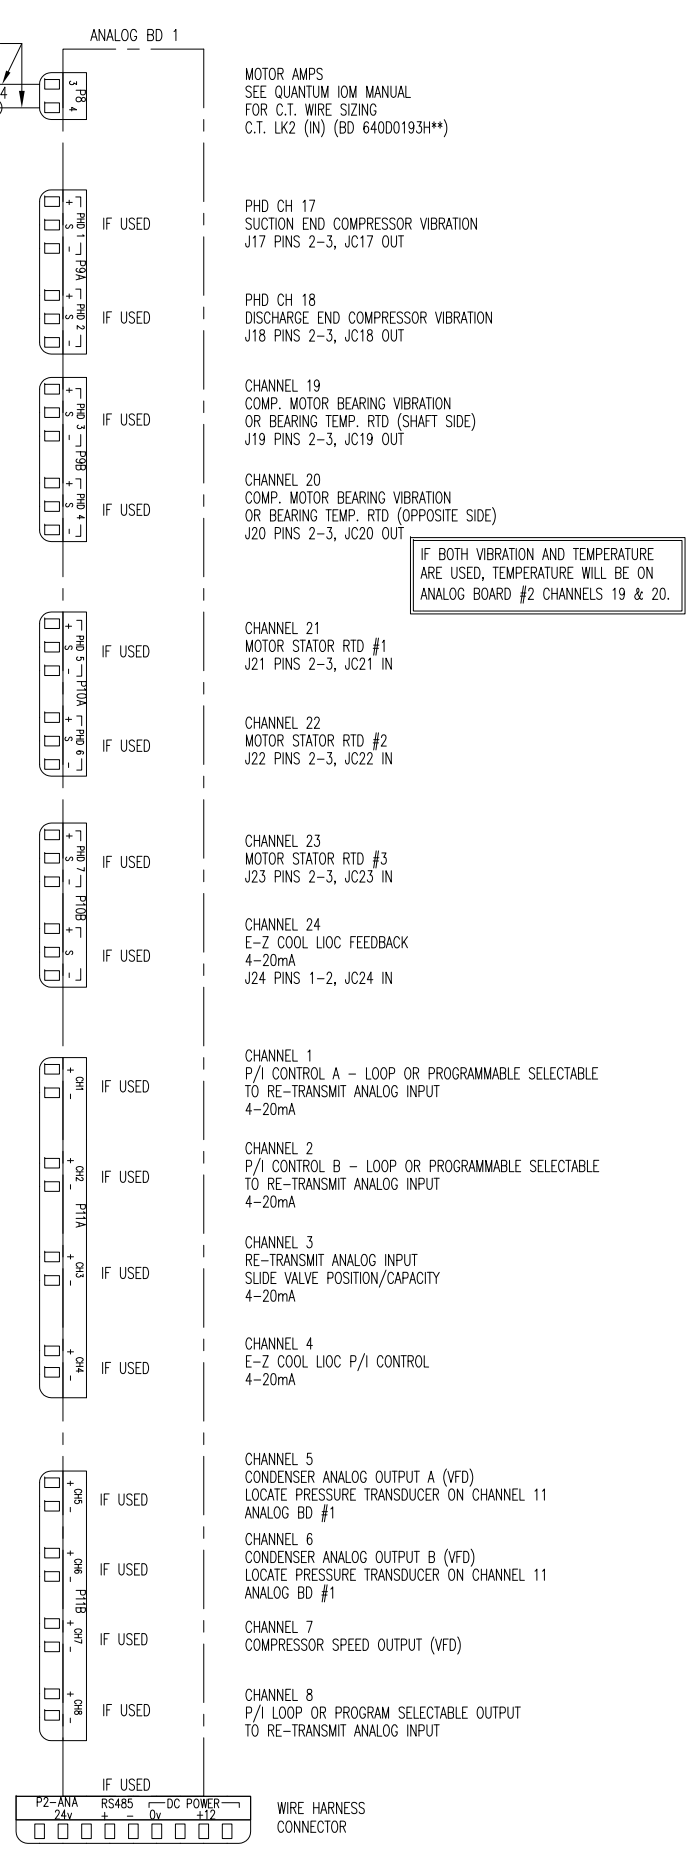 ANALOG BD 1
4
3
4
P8
MOTOR AMPS
SEE QUANTUM IOM MANUAL
FOR C.T. WIRE SIZING
C.T. LK2 (IN) (BD 640D0193H**)
+
S
-
PHD 1
IF USED
PHD CH 17
SUCTION END COMPRESSOR VIBRATION
J17 PINS 2-3, JC17 OUT
P9A
+
S
-
PHD 2
IF USED
PHD CH 18
DISCHARGE END COMPRESSOR VIBRATION
J18 PINS 2-3, JC18 OUT
+
S
-
PHD 3
IF USED
CHANNEL 19
COMP. MOTOR BEARING VIBRATION
OR BEARING TEMP. RTD (SHAFT SIDE)
J19 PINS 2-3, JC19 OUT
P9B
+
S
-
PHD 4
IF USED
CHANNEL 20
COMP. MOTOR BEARING VIBRATION
OR BEARING TEMP. RTD (OPPOSITE SIDE)
J20 PINS 2-3, JC20 OUT
IF BOTH VIBRATION AND TEMPERATURE
ARE USED, TEMPERATURE WILL BE ON
ANALOG BOARD #2 CHANNELS 19 & 20.
+
S
-
PHD 5
IF USED
CHANNEL 21
MOTOR STATOR RTD #1
J21 PINS 2-3, JC21 IN
P10A
+
S
-
PHD 6
IF USED
CHANNEL 22
MOTOR STATOR RTD #2
J22 PINS 2-3, JC22 IN
+
S
-
PHD 7
IF USED
CHANNEL 23
MOTOR STATOR RTD #3
J23 PINS 2-3, JC23 IN
P10B
+
S
-
IF USED
CHANNEL 24
E-Z COOL LIOC FEEDBACK
4-20mA
J24 PINS 1-2, JC24 IN
+
-
CH1
IF USED
CHANNEL 1
P/I CONTROL A - LOOP OR PROGRAMMABLE SELECTABLE
TO RE-TRANSMIT ANALOG INPUT
4-20mA
+
-
CH2
IF USED
CHANNEL 2
P/I CONTROL B - LOOP OR PROGRAMMABLE SELECTABLE
TO RE-TRANSMIT ANALOG INPUT
4-20mA
P11A
+
-
CH3
IF USED
CHANNEL 3
RE-TRANSMIT ANALOG INPUT
SLIDE VALVE POSITION/CAPACITY
4-20mA
+
-
CH4
IF USED
CHANNEL 4
E-Z COOL LIOC P/I CONTROL
4-20mA
+
-
CH5
IF USED
CHANNEL 5
CONDENSER ANALOG OUTPUT A (VFD)
LOCATE PRESSURE TRANSDUCER ON CHANNEL 11
ANALOG BD #1
+
-
CH6
IF USED
CHANNEL 6
CONDENSER ANALOG OUTPUT B (VFD)
LOCATE PRESSURE TRANSDUCER ON CHANNEL 11
ANALOG BD #1
P11B
+
-
CH7
IF USED
CHANNEL 7
COMPRESSOR SPEED OUTPUT (VFD)
+
-
CH8
IF USED
CHANNEL 8
P/I LOOP OR PROGRAM SELECTABLE OUTPUT
TO RE-TRANSMIT ANALOG INPUT
IF USED
P2-ANA RS485 DC POWER
24v + - 0v +12
WIRE HARNESS
CONNECTOR